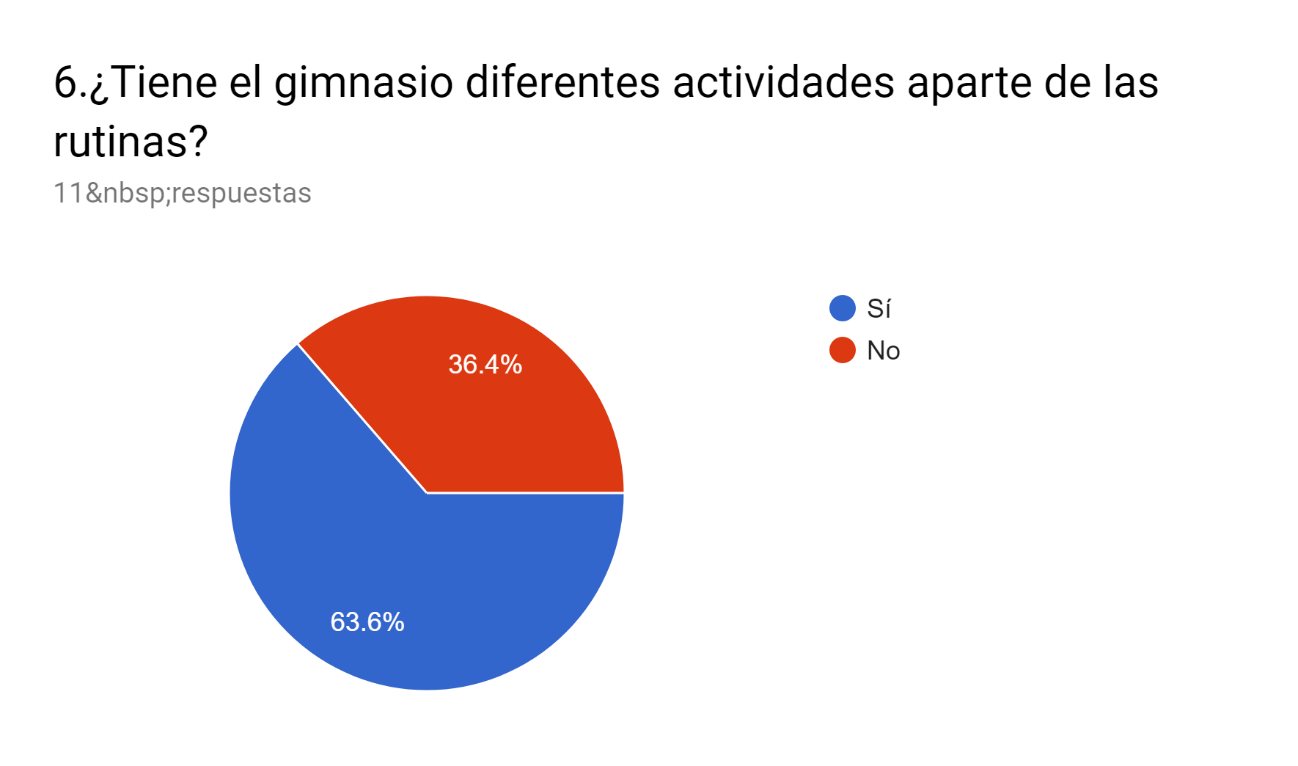 6.¿Tiene el gimnasio diferentes actividades aparte de las
rutinas?
11&nbsp;respuestas
Sí
No
36.4%
63.6%